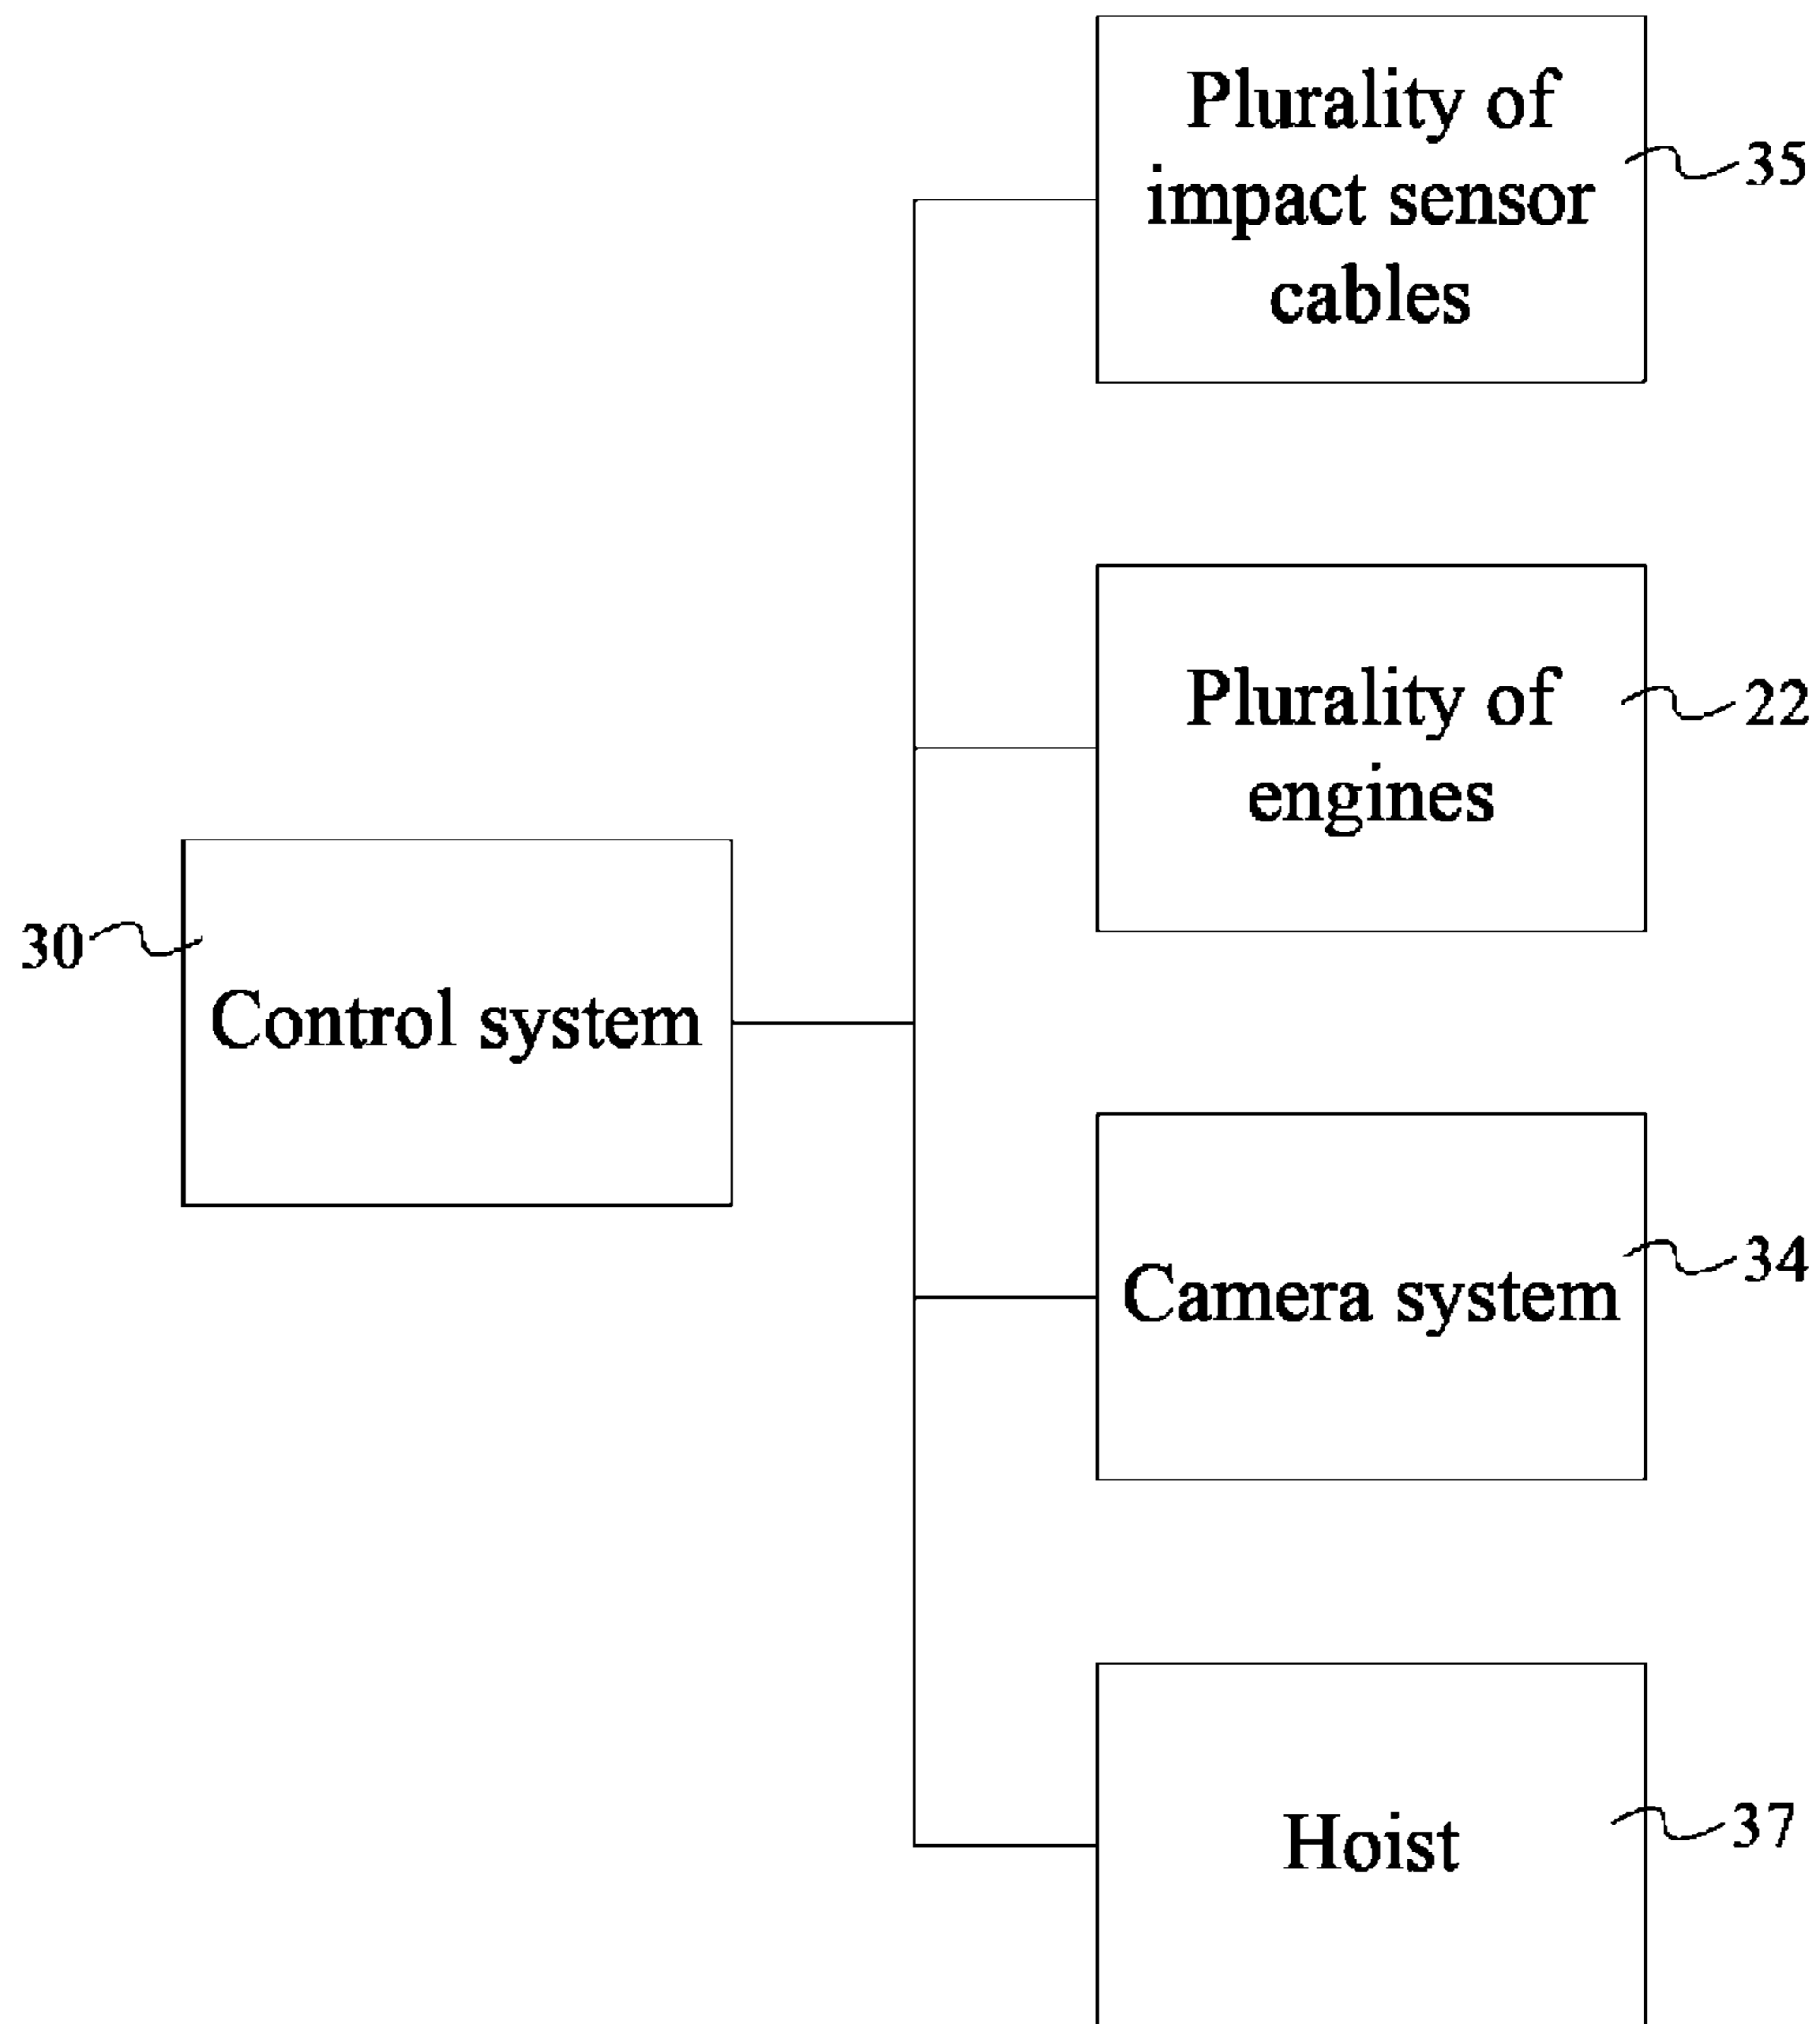 Plurality of
impact sensor
cables
35
Plurality of
engines
22
30
Control system
Camera system
34
Hoist
37